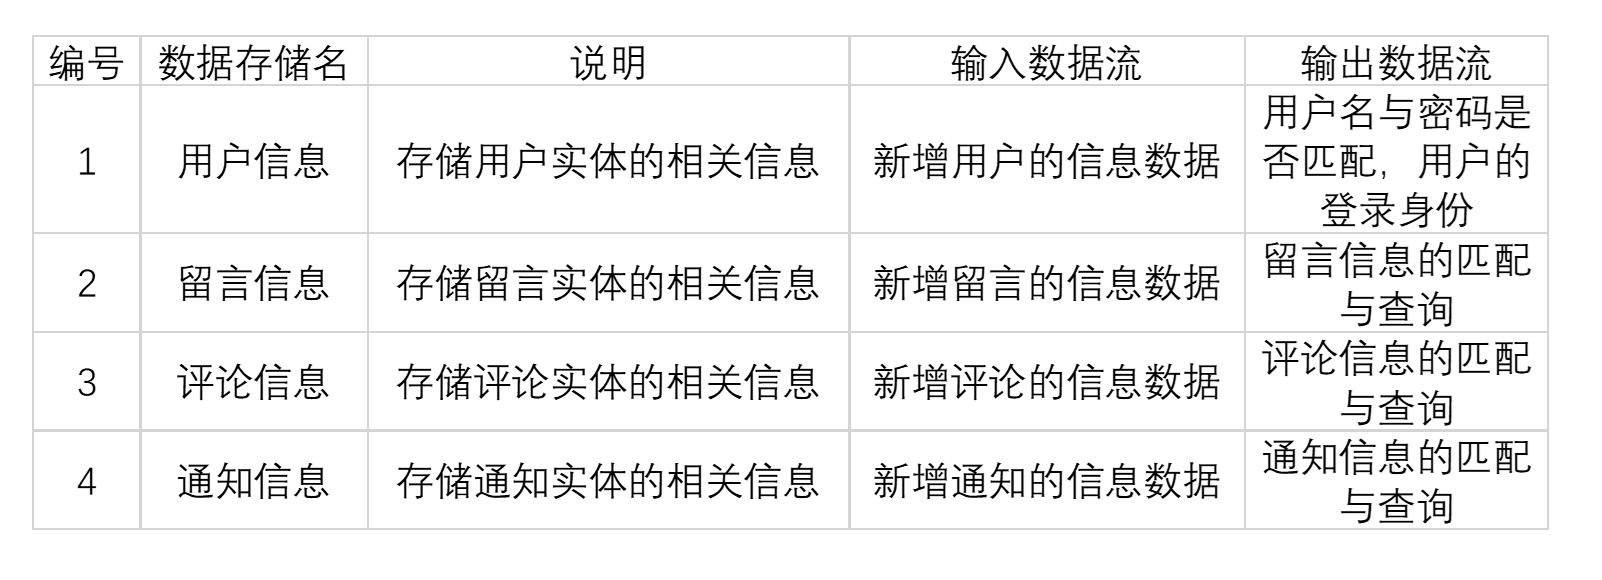 编号 数据存储名 说明 输入数据流 输出数据流
1 用户信息 存储用户实体的相关信息 新增用户的信息数据 用户名与密码是
否匹配，用户的
登录身份
2 留言信息 存储留言实体的相关信息 新增留言的信息数据 留言信息的匹配
与查询
3 评论信息 存储评论实体的相关信息 新增评论的信息数据 评论信息的匹配
与查询
4 通知信息 存储通知实体的相关信息 新增通知的信息数据 通知信息的匹配
与查询